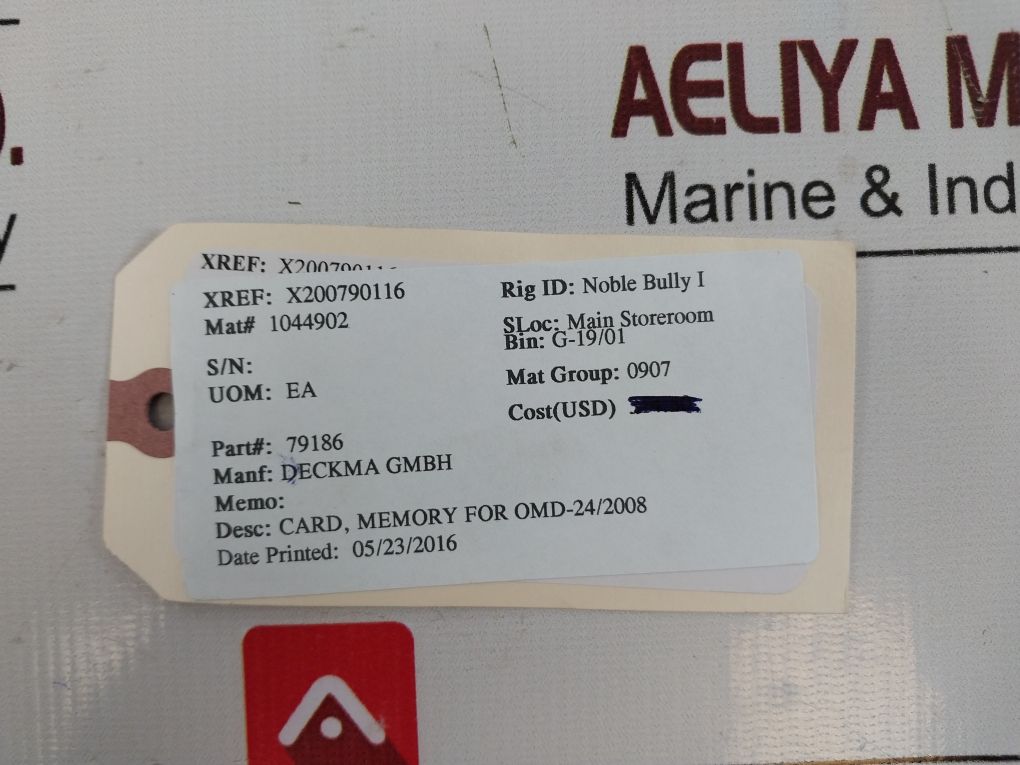 AELIYA M
Marine & Ind
XREF: X200790116
XREF: X200790116
Rig ID: Noble Bully I
Mat# 1044902
SLoc: Main Storeroom
Bin: G-19/01
S/N:
Mat Group: 0907
UOM: EA
Cost(USD)
Part#: 79186
Manf: DECKMA GMBH
Memo:
Desc: CARD, MEMORY FOR OMD-24/2008
Date Printed: 05/23/2016